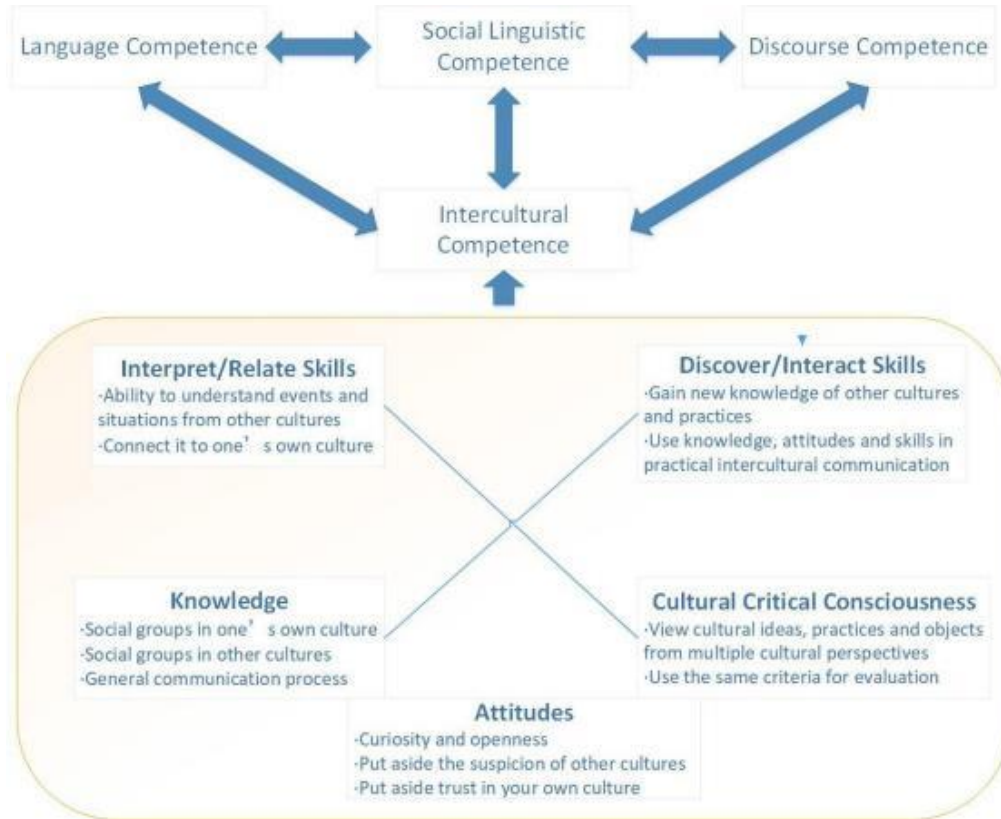 Language Competence
Social Linguistic
Competence
Discourse Competence
Intercultural
Competence
Interpret/Relate Skills
·Ability to understand events and
situations from other cultures
·Connect it to one’s own culture
Discover/Interact Skills
·Gain new knowledge of other cultures
and practices
·Use knowledge, attitudes and skills in
practical intercultural communication
Knowledge
·Social groups in one’s own culture
·Social groups in other cultures
·General communication process
Cultural Critical Consciousness
·View cultural ideas, practices and objects
from multiple cultural perspectives
·Use the same criteria for evaluation
Attitudes
·Curiosity and openness
·Put aside the suspicion of other cultures
·Put aside trust in your own culture